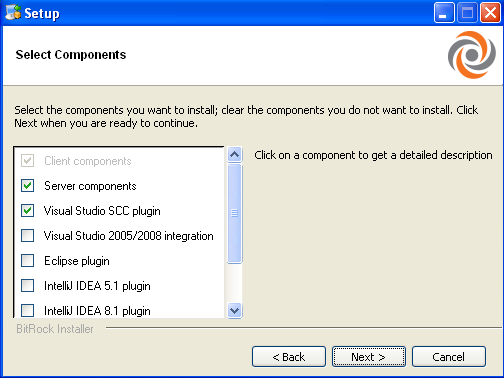 Setup
Select Components
Select the components you want to install; clear the components you do not want to install. Click
Next when you are ready to continue.
Client components
Click on a component to get a detailed description
Server components
Visual Studio SCC plugin
Visual Studio 2005/2008 integration
Eclipse plugin
IntelliJ IDEA 5.1 plugin
IntelliJ IDEA 8.1 plugin
BitRock Installer
< Back
Next >
Cancel